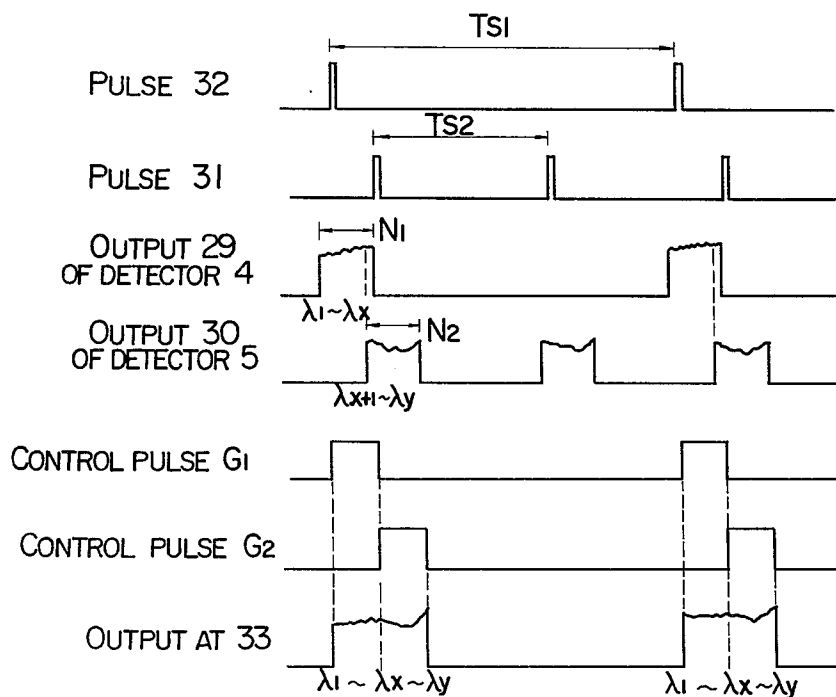 TS1
PULSE 32
TS2
PULSE 31
N1
OUTPUT 29
OF DETECTOR 4
λ1~λx
OUTPUT 30
OF DETECTOR 5
N2
λx+1~λy
CONTROL PULSE G1
CONTROL PULSE G2
OUTPUT AT 33
λ1 ~ λx ~ λy λ1 ~ λx ~ λy